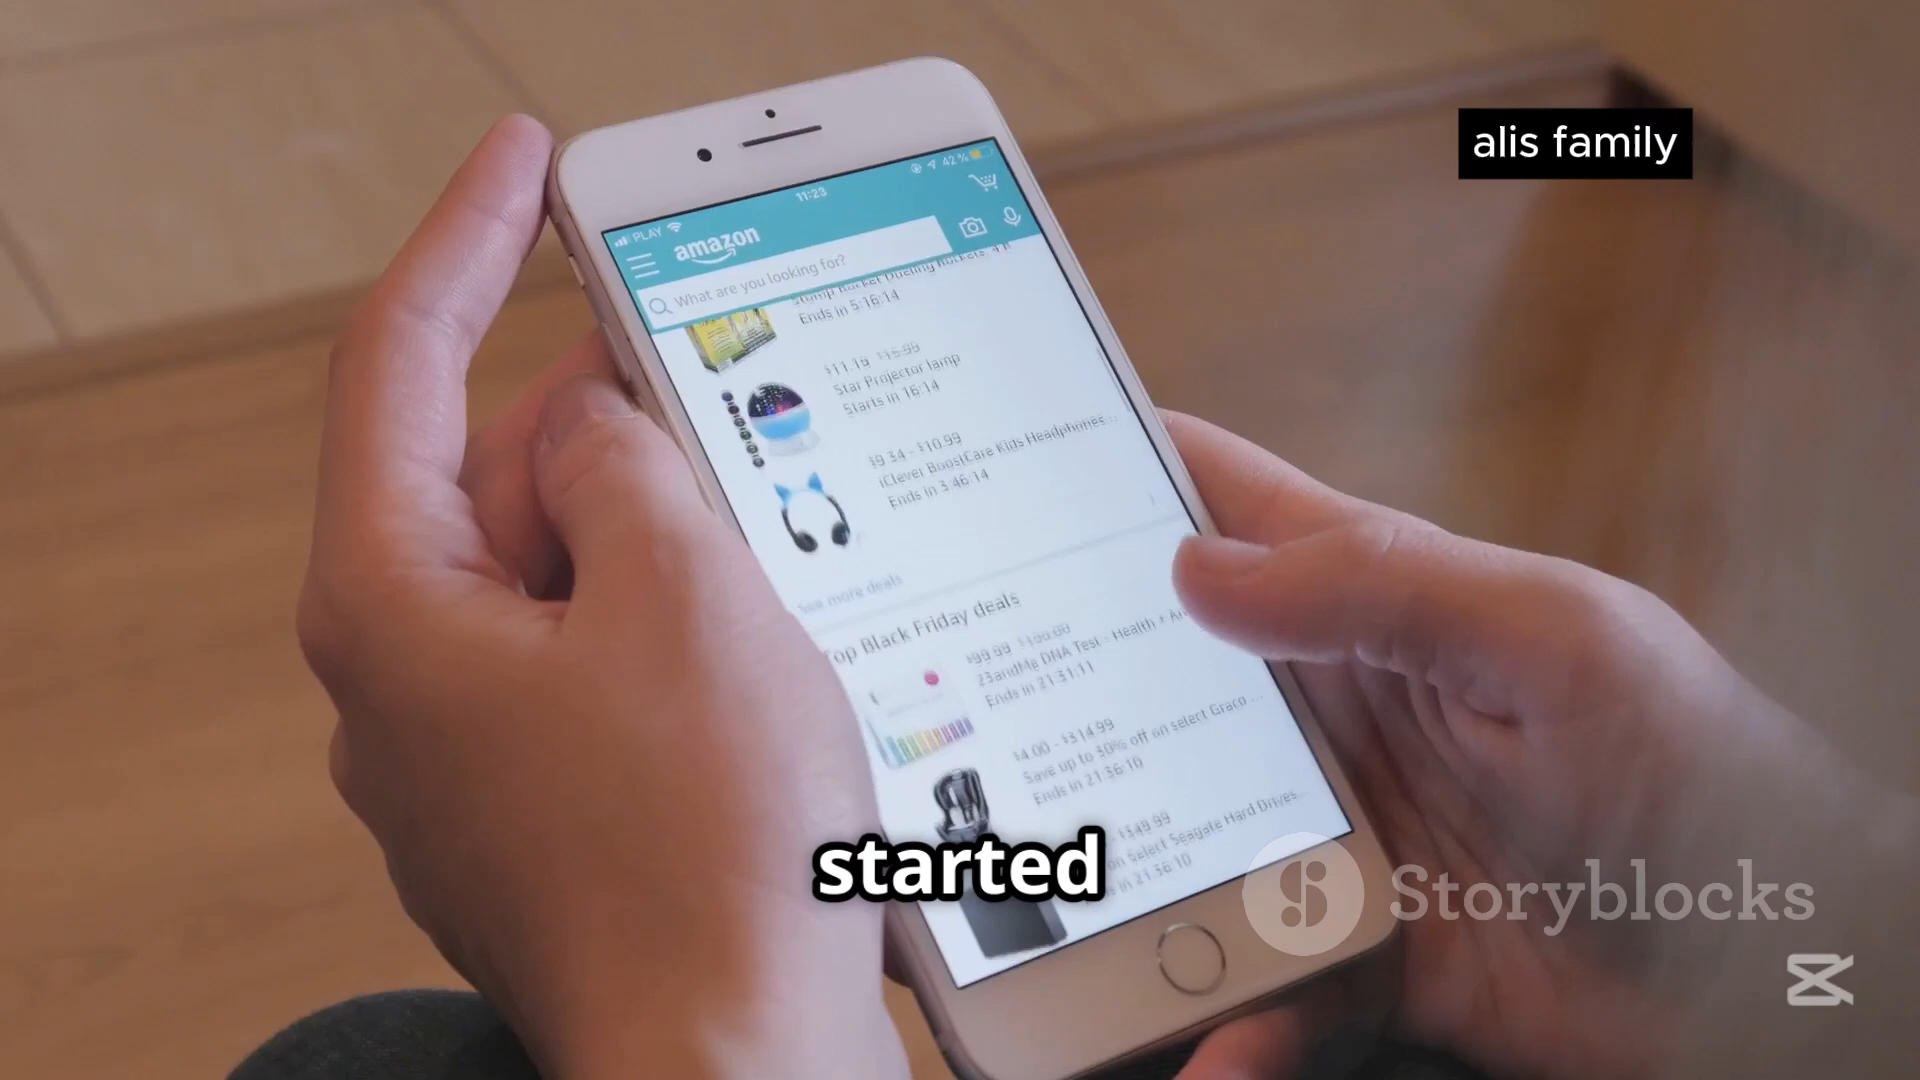 alis family
PLAY
11:23
42%
amazon
What are you looking for?
Stomp Rocket Dueling Rockets
Ends in 5:16:14
$11.19 $15.99
Star Projector lamp
Starts in 16:14
$9.34 - $10.99
iClever BoostCare Kids Headphones...
Ends in 3:46:14
See more deals
Top Black Friday deals
$99.99 $199.00
23andMe DNA Test - Health +
Ends in 21:31:11
$4.00 - $314.99
Save up to 30% off on select Graco ...
Ends in 21:36:10
$349.99
on select Seagate Hard Drives...
in 21:36:10
started
Storyblocks